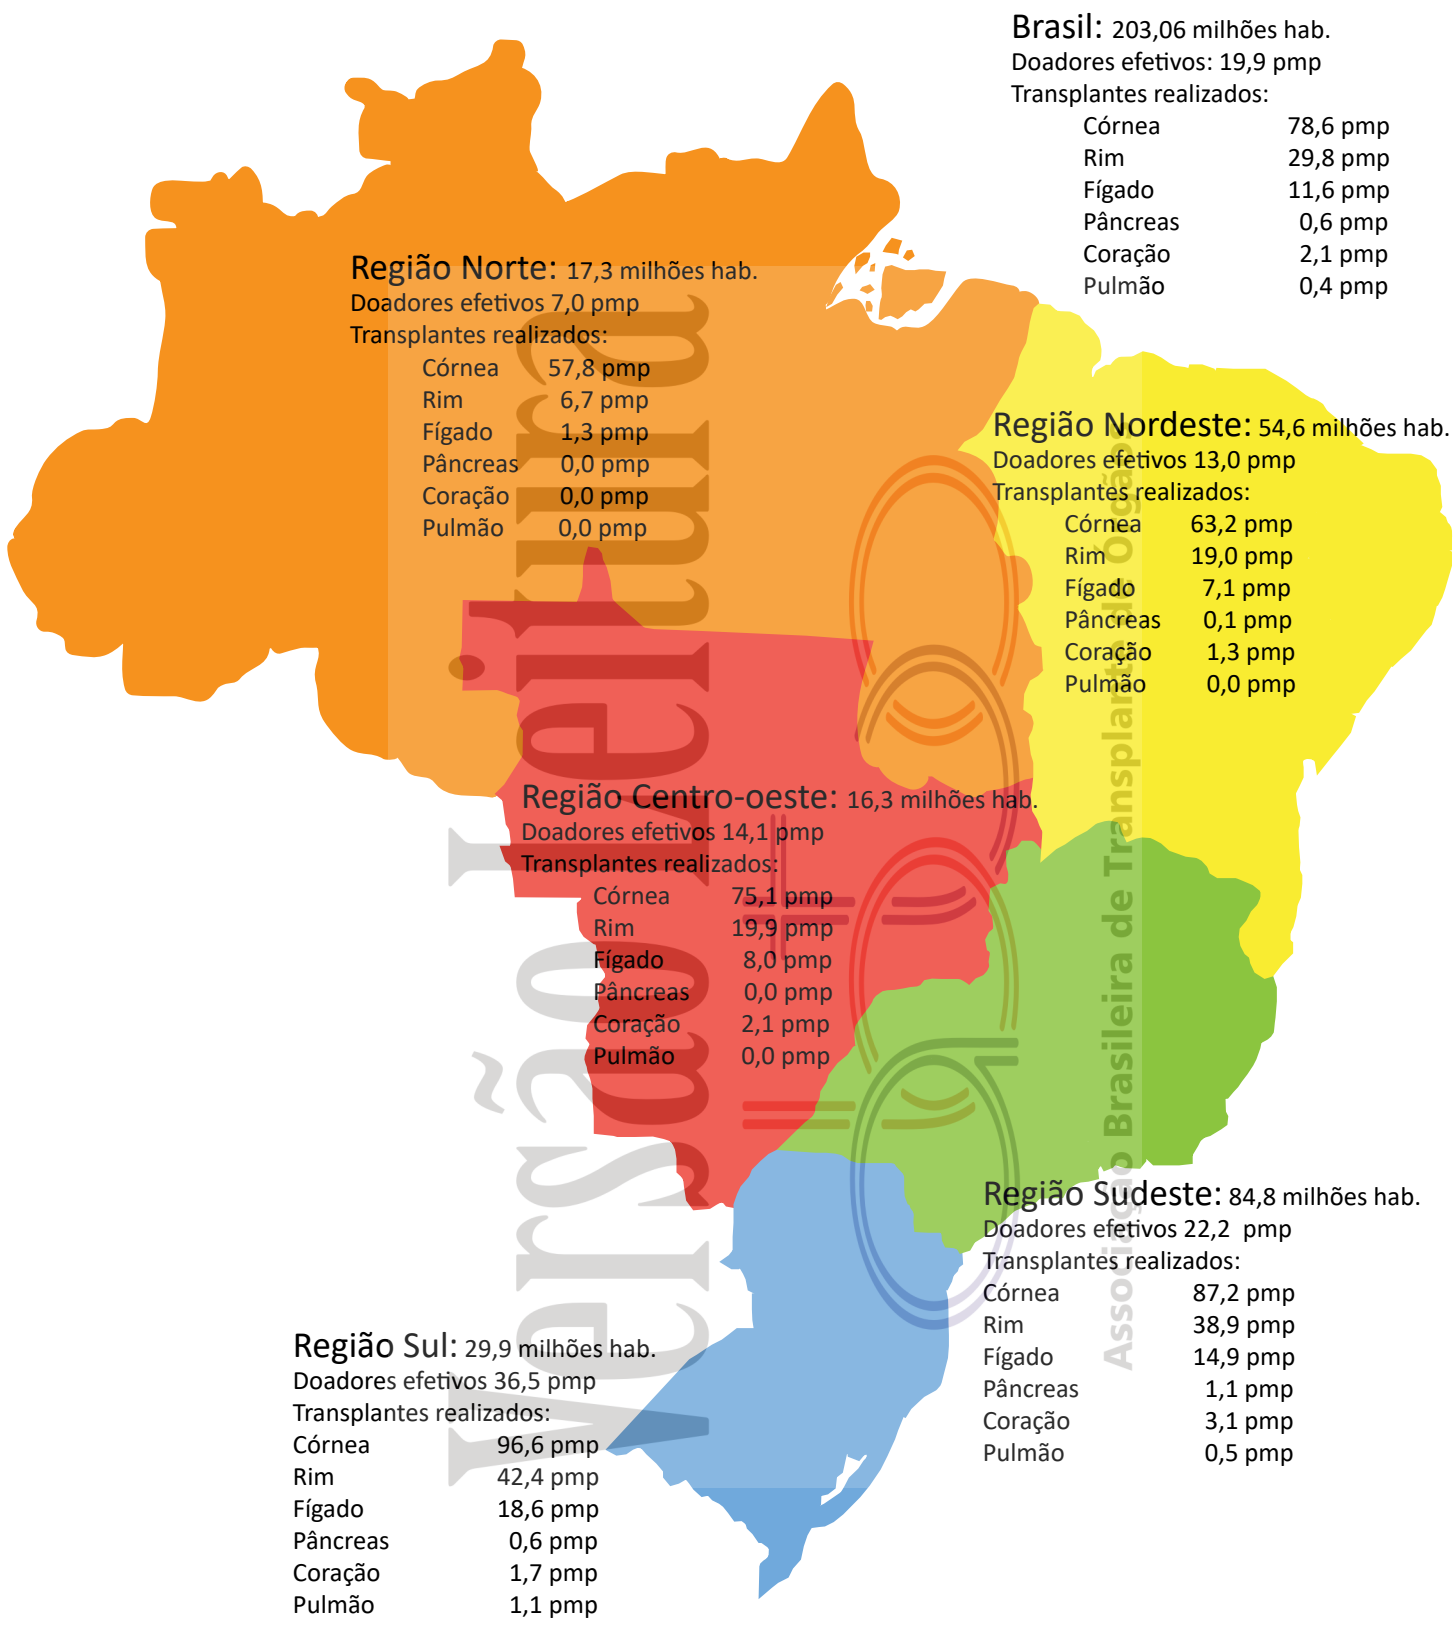 Brasil: 203,06 milhões hab.
Doadores efetivos: 19,9 pmp
Transplantes realizados:
Córnea 78,6 pmp
Rim 29,8 pmp
Fígado 11,6 pmp
Pâncreas 0,6 pmp
Coração 2,1 pmp
Pulmão 0,4 pmp
Região Norte: 17,3 milhões hab.
Doadores efetivos 7,0 pmp
Transplantes realizados:
Córnea 57,8 pmp
Rim 6,7 pmp
Fígado 1,3 pmp
Pâncreas 0,0 pmp
Coração 0,0 pmp
Pulmão 0,0 pmp
Região Nordeste: 54,6 milhões hab.
Doadores efetivos 13,0 pmp
Transplantes realizados:
Córnea 63,2 pmp
Rim 19,0 pmp
Fígado 7,1 pmp
Pâncreas 0,1 pmp
Coração 1,3 pmp
Pulmão 0,0 pmp
Região Centro-oeste: 16,3 milhões hab.
Doadores efetivos 14,1 pmp
Transplantes realizados:
Córnea 75,1 pmp
Rim 19,9 pmp
Fígado 8,0 pmp
Pâncreas 0,0 pmp
Coração 2,1 pmp
Pulmão 0,0 pmp
Região Sudeste: 84,8 milhões hab.
Doadores efetivos 22,2 pmp
Transplantes realizados:
Córnea 87,2 pmp
Rim 38,9 pmp
Fígado 14,9 pmp
Pâncreas 1,1 pmp
Coração 3,1 pmp
Pulmão 0,5 pmp
Região Sul: 29,9 milhões hab.
Doadores efetivos 36,5 pmp
Transplantes realizados:
Córnea 96,6 pmp
Rim 42,4 pmp
Fígado 18,6 pmp
Pâncreas 0,6 pmp
Coração 1,7 pmp
Pulmão 1,1 pmp
Versão Leitura
abto
Associação Brasileira de Transplante de Órgãos